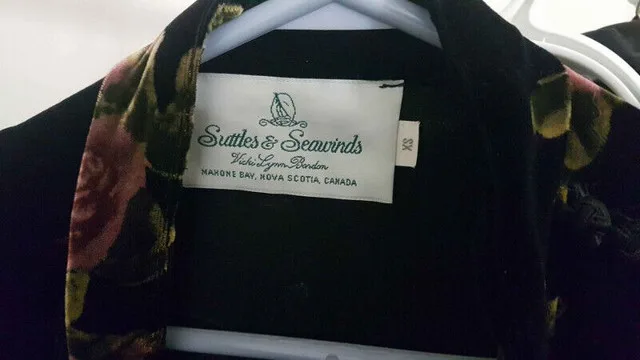 Suttles & Seawinds
Vicki Lynn Bardon
MAHONE BAY, NOVA SCOTIA, CANADA
XS